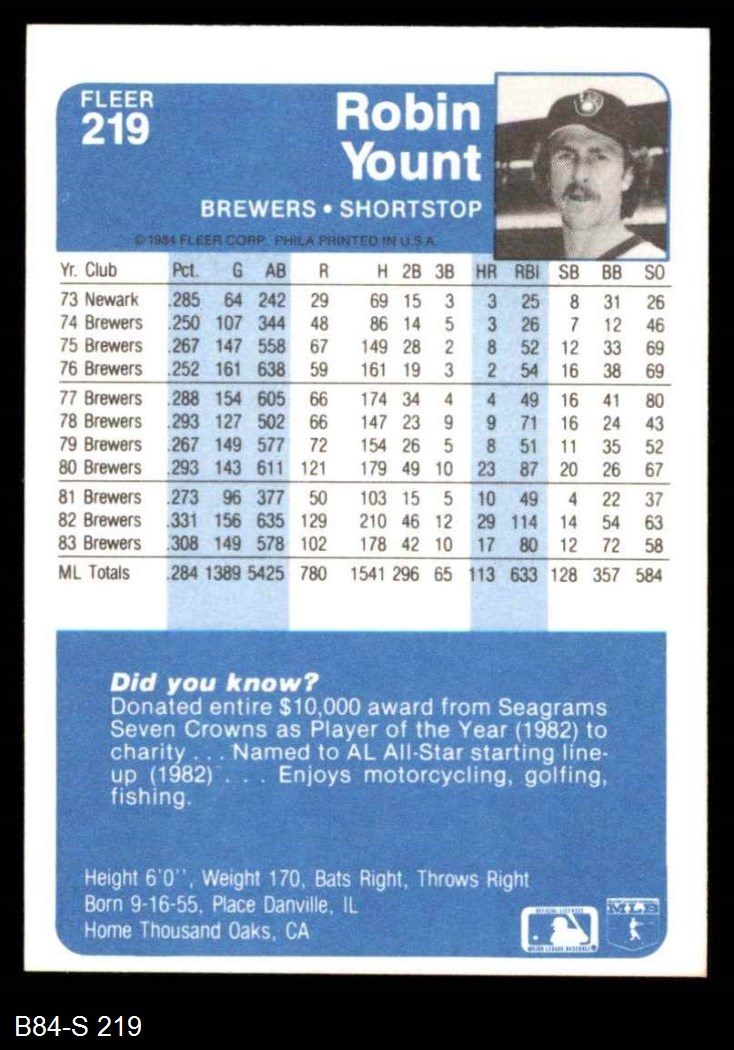 FLEER
219
Robin
Yount
BREWERS • SHORTSTOP
© 1984 FLEER CORP., PHILA PRINTED IN U.S.A.
Yr. Club Pct. G AB R H 2B 3B HR RBI SB BB SO
73 Newark .285 64 242 29 69 15 3 3 25 8 31 26
74 Brewers .250 107 344 48 86 14 5 3 26 7 12 46
75 Brewers .267 147 558 67 149 28 2 8 52 12 33 69
76 Brewers .252 161 638 59 161 19 3 2 54 16 38 69
77 Brewers .288 154 605 66 174 34 4 4 49 16 41 80
78 Brewers .293 127 502 66 147 23 9 9 71 16 24 43
79 Brewers .267 149 577 72 154 26 5 8 51 11 35 52
80 Brewers .293 143 611 121 179 49 10 23 87 20 26 67
81 Brewers .273 96 377 50 103 15 5 10 49 4 22 37
82 Brewers .331 156 635 129 210 46 12 29 114 14 54 63
83 Brewers .308 149 578 102 178 42 10 17 80 12 72 58
ML Totals .284 1389 5425 780 1541 296 65 113 633 128 357 584
Did you know?
Donated entire $10,000 award from Seagrams
Seven Crowns as Player of the Year (1982) to
charity . . . Named to AL All-Star starting line-
up (1982) . . . Enjoys motorcycling, golfing,
fishing.
Height 6'0'', Weight 170, Bats Right, Throws Right
Born 9-16-55, Place Danville, IL
Home Thousand Oaks, CA
OFFICIAL LICENSEE
MAJOR LEAGUE BASEBALL
MLB
B84-S 219